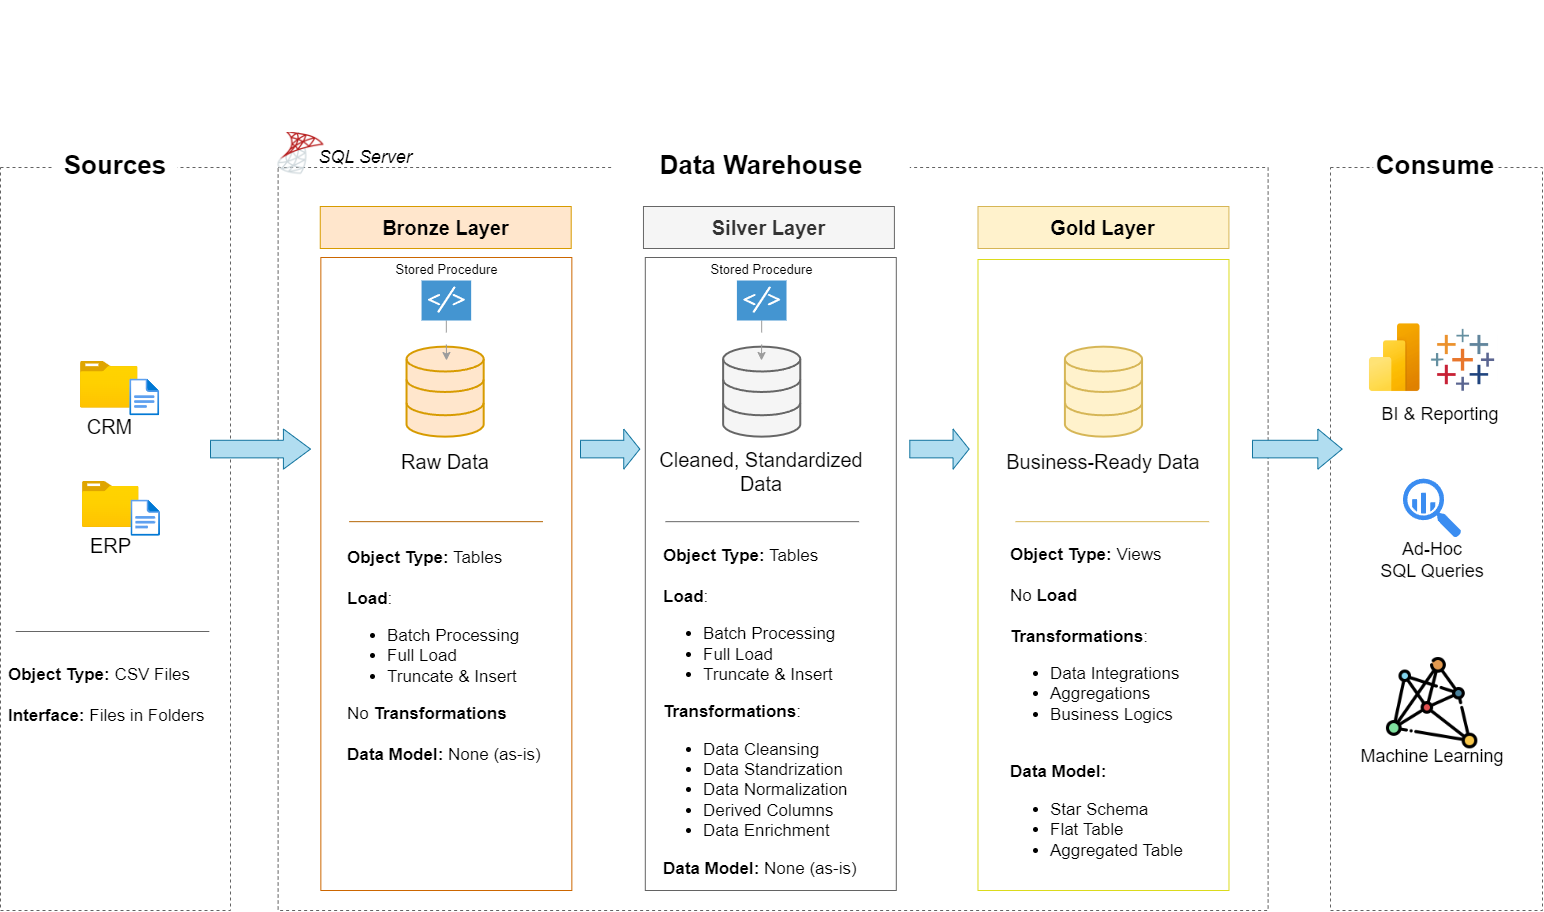 Sources
SQL Server
Data Warehouse
Consume
CRM
ERP
Object Type: CSV Files
Interface: Files in Folders
Bronze Layer
Stored Procedure
</>
Raw Data
Object Type: Tables
Load:
• Batch Processing
• Full Load
• Truncate & Insert
No Transformations
Data Model: None (as-is)
Silver Layer
Stored Procedure
</>
Cleaned, Standardized
Data
Object Type: Tables
Load:
• Batch Processing
• Full Load
• Truncate & Insert
Transformations:
• Data Cleansing
• Data Standrization
• Data Normalization
• Derived Columns
• Data Enrichment
Data Model: None (as-is)
Gold Layer
Business-Ready Data
Object Type: Views
No Load
Transformations:
• Data Integrations
• Aggregations
• Business Logics
Data Model:
• Star Schema
• Flat Table
• Aggregated Table
BI & Reporting
Ad-Hoc
SQL Queries
Machine Learning